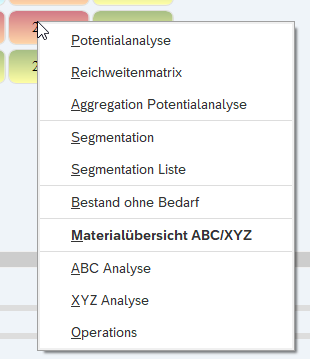 Potentialanalyse
Reichweitenmatrix
Aggregation Potentialanalyse
Segmentation
Segmentation Liste
Bestand ohne Bedarf
Materialübersicht ABC/XYZ
ABC Analyse
XYZ Analyse
Operations